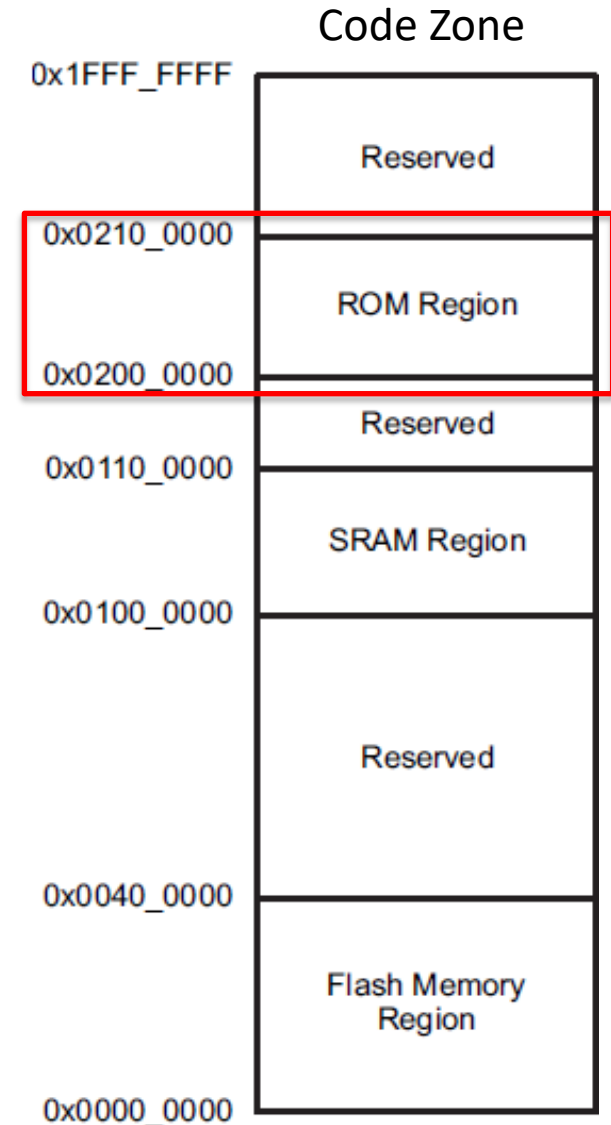 Code Zone
0x1FFF_FFFF
Reserved
0x0210_0000
ROM Region
0x0200_0000
Reserved
0x0110_0000
SRAM Region
0x0100_0000
Reserved
0x0040_0000
Flash Memory
Region
0x0000_0000